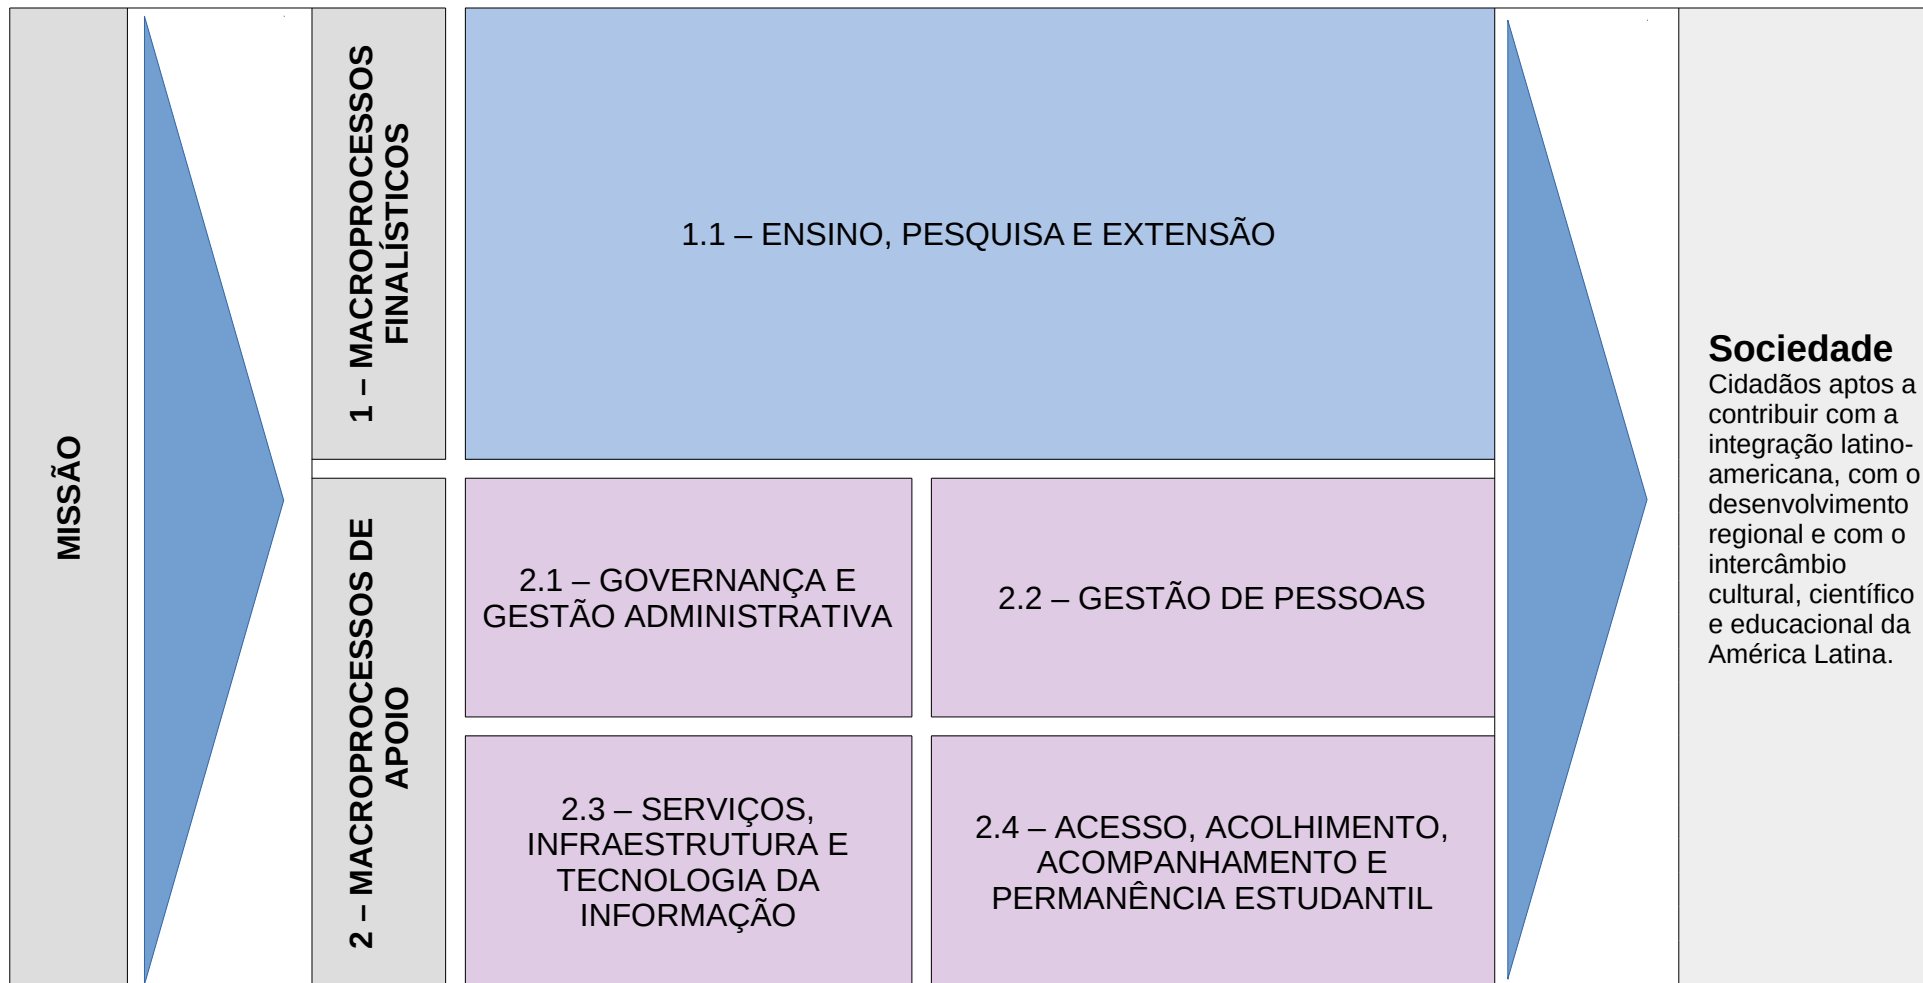 MISSÃO
1 – MACROPROCESSOS
FINALÍSTICOS
1.1 – ENSINO, PESQUISA E EXTENSÃO
2 – MACROPROCESSOS DE
APOIO
2.1 – GOVERNANÇA E
GESTÃO ADMINISTRATIVA
2.2 – GESTÃO DE PESSOAS
2.3 – SERVIÇOS,
INFRAESTRUTURA E
TECNOLOGIA DA
INFORMAÇÃO
2.4 – ACESSO, ACOLHIMENTO,
ACOMPANHAMENTO E
PERMANÊNCIA ESTUDANTIL
Sociedade
Cidadãos aptos a
contribuir com a
integração latino-
americana, com o
desenvolvimento
regional e com o
intercâmbio
cultural, científico
e educacional da
América Latina.